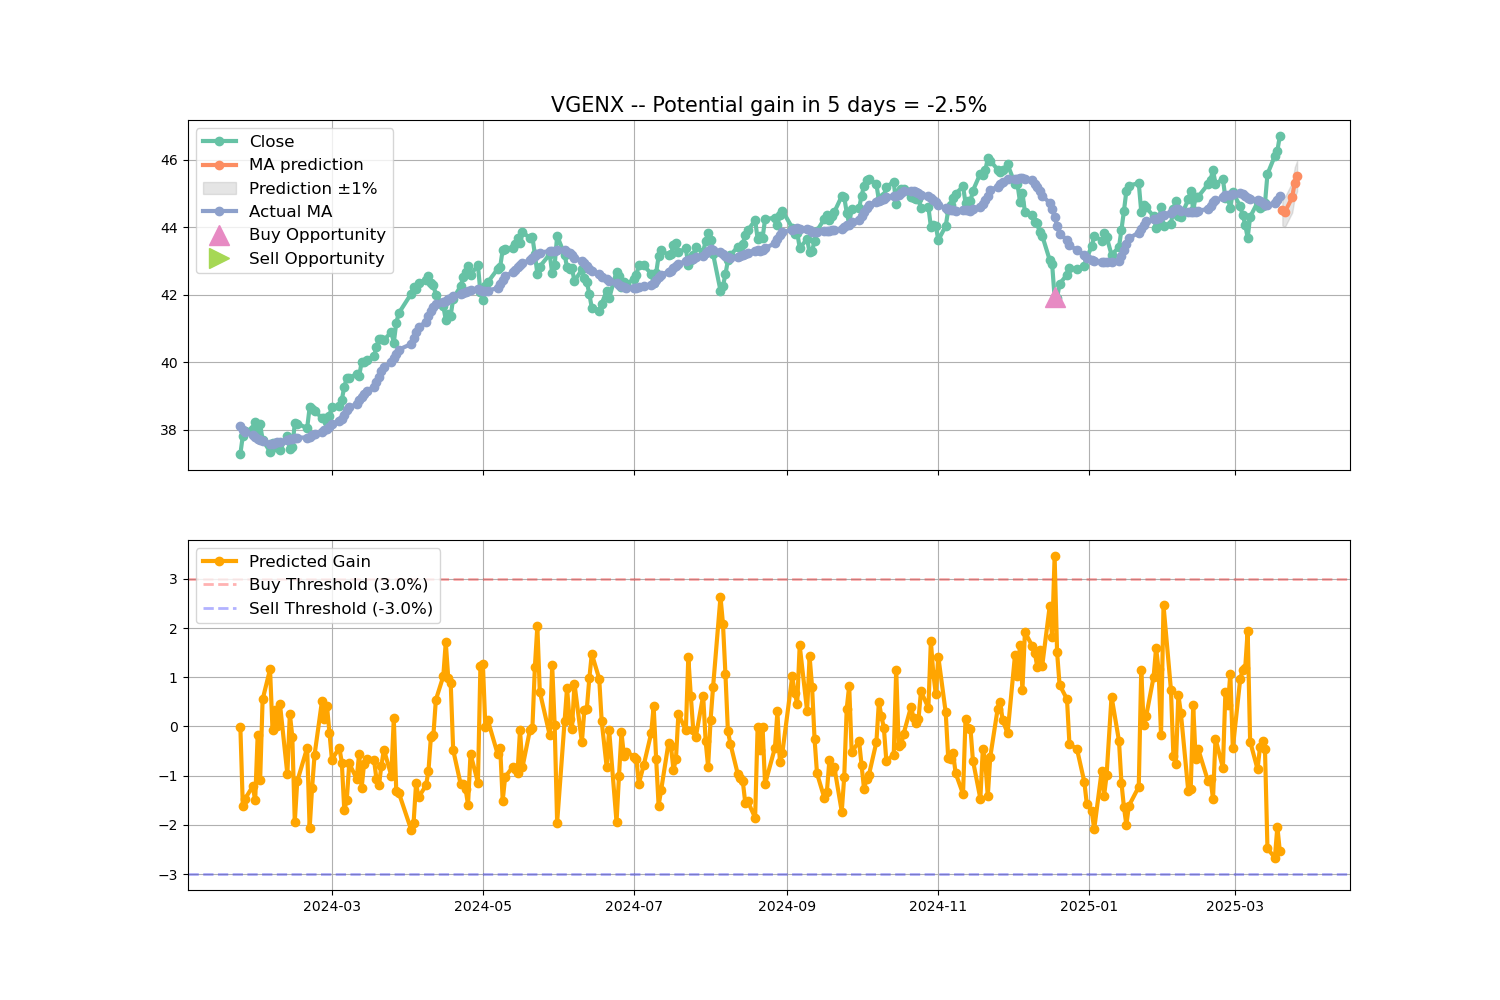 VGENX -- Potential gain in 5 days = -2.5%
Close
MA prediction
Prediction ±1%
Actual MA
Buy Opportunity
Sell Opportunity
46
44
42
40
38
Predicted Gain
Buy Threshold (3.0%)
Sell Threshold (-3.0%)
3
2
1
0
−1
−2
−3
2024-03 2024-05 2024-07 2024-09 2024-11 2025-01 2025-03